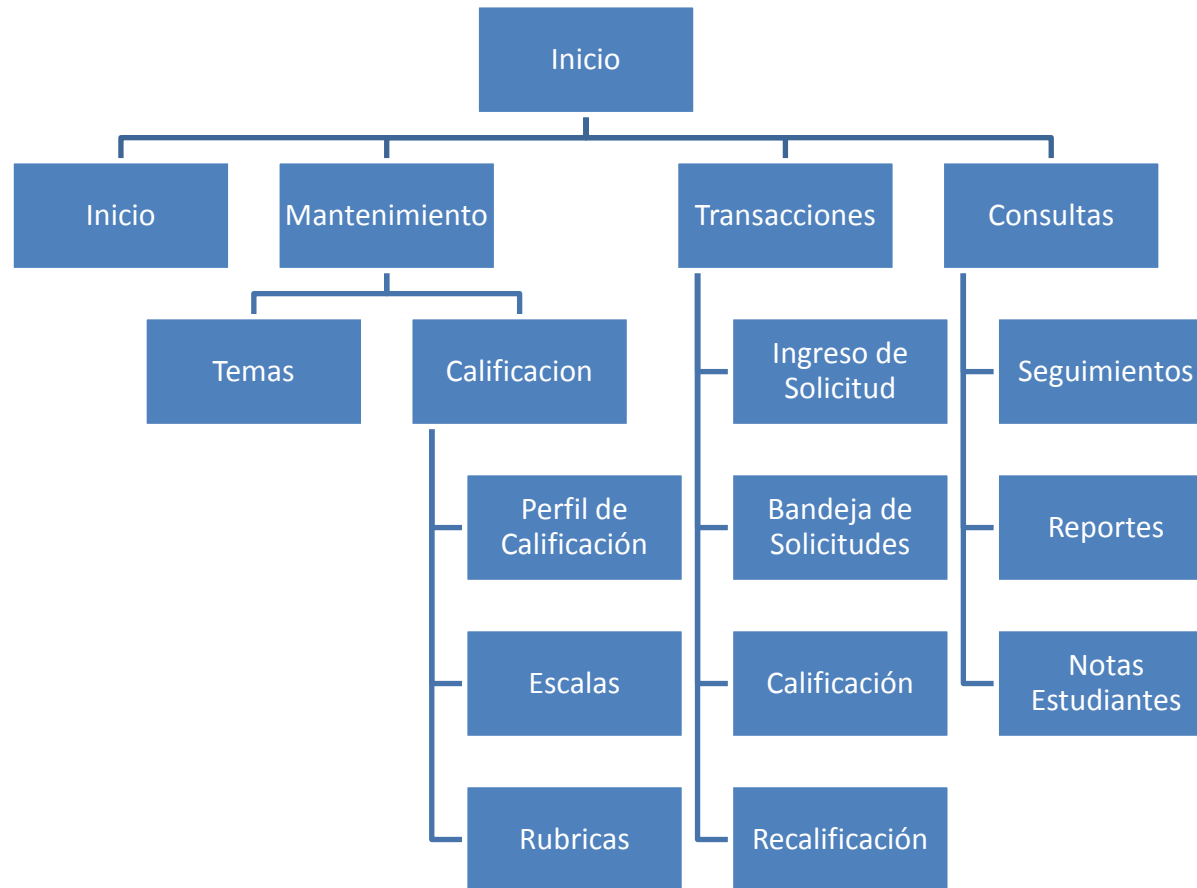 Inicio
Inicio
Mantenimiento
Transacciones
Consultas
Temas
Calificacion
Ingreso de
Solicitud
Seguimientos
Perfil de
Calificación
Bandeja de
Solicitudes
Reportes
Escalas
Calificación
Notas
Estudiantes
Rubricas
Recalificación